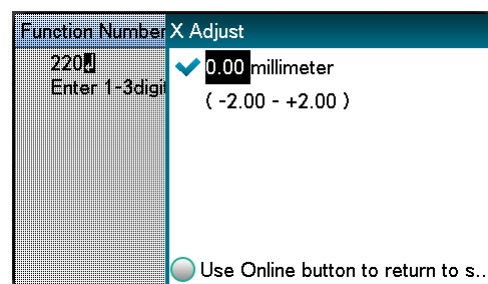 Function Number
X Adjust
220
Enter 1-3digi
0.00 millimeter
( -2.00 - +2.00 )
Use Online button to return to s..